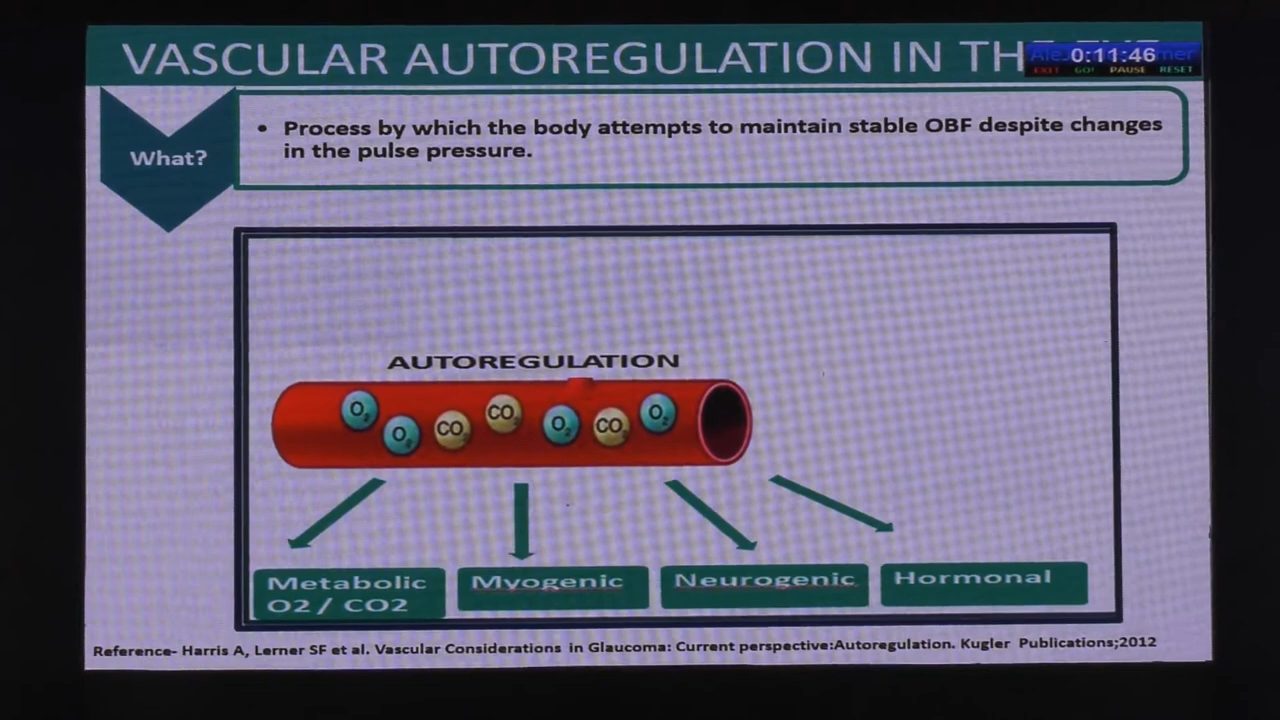 VASCULAR AUTOREGULATION IN THE EYE
0:11:46
EXIT GO! PAUSE RESET
What?
• Process by which the body attempts to maintain stable OBF despite changes
in the pulse pressure.
AUTOREGULATION
O2 O2 CO2 CO2 O2 CO2 O2
Metabolic
O2 / CO2
Myogenic
Neurogenic
Hormonal
Reference- Harris A, Lerner SF et al. Vascular Considerations in Glaucoma: Current perspective:Autoregulation. Kugler Publications;2012